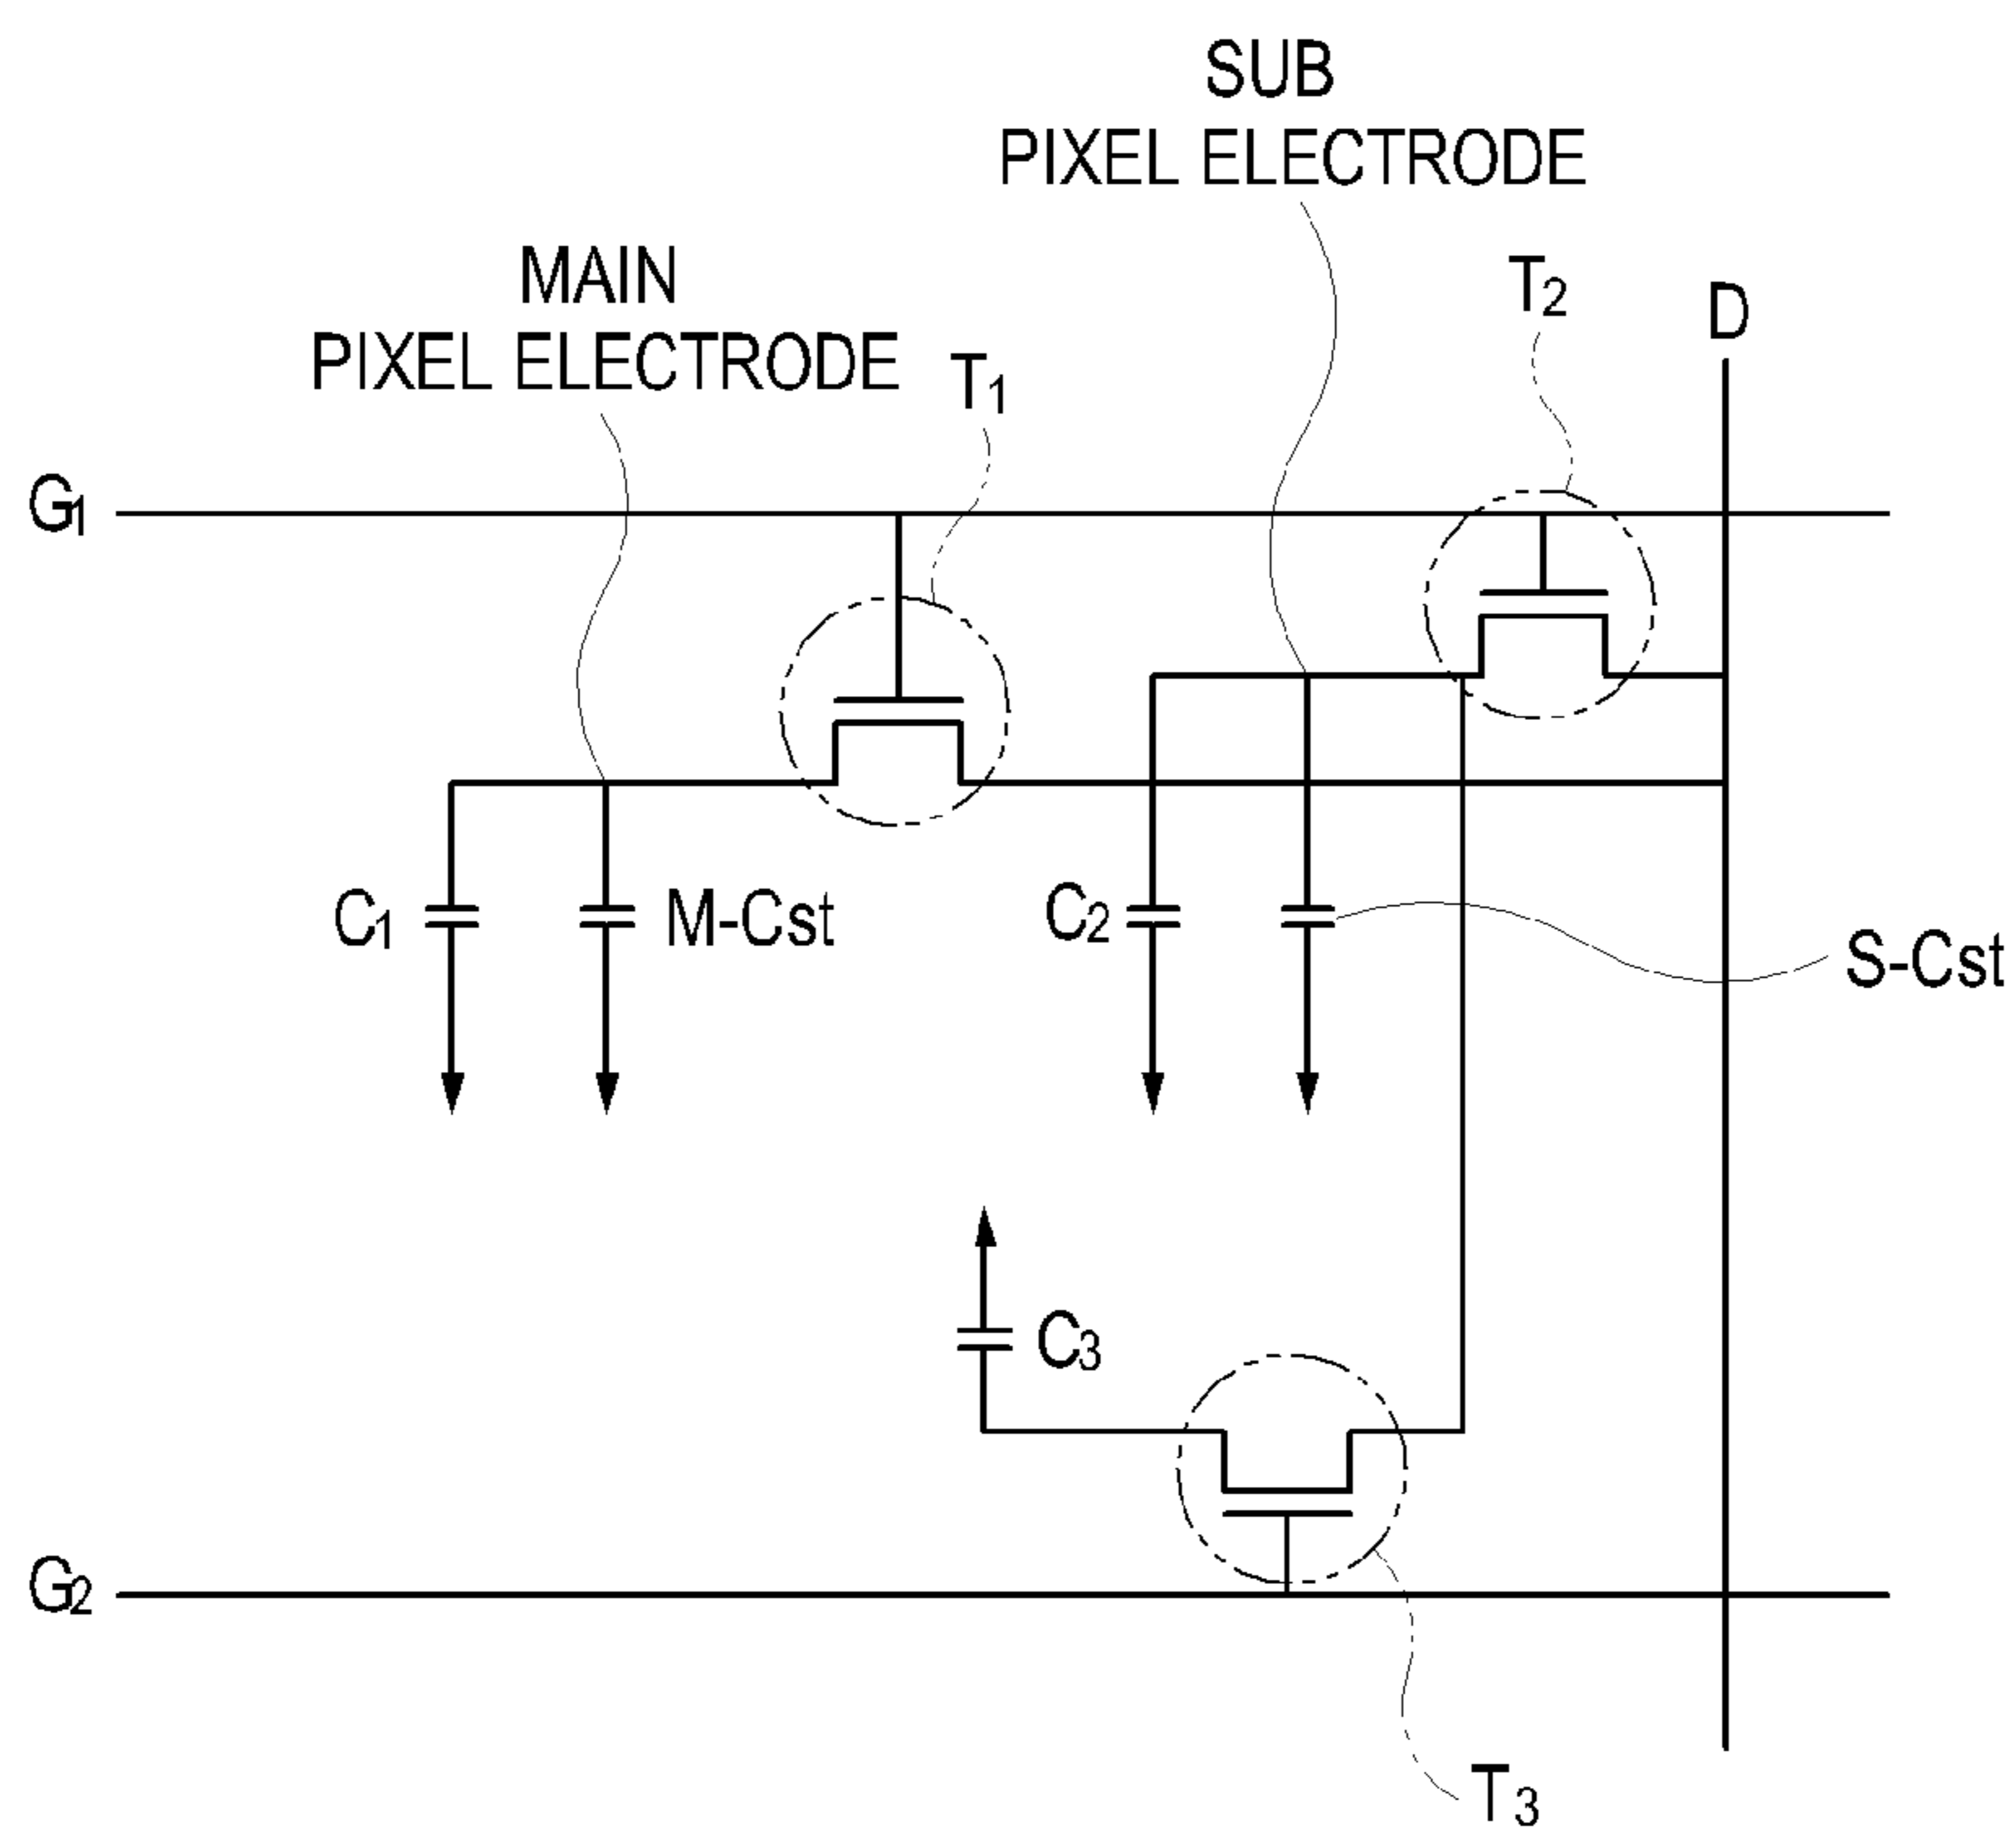 SUB
PIXEL ELECTRODE
MAIN
PIXEL ELECTRODE
T1
T2
D
G1
C1
M-Cst
C2
S-Cst
C3
G2
T3